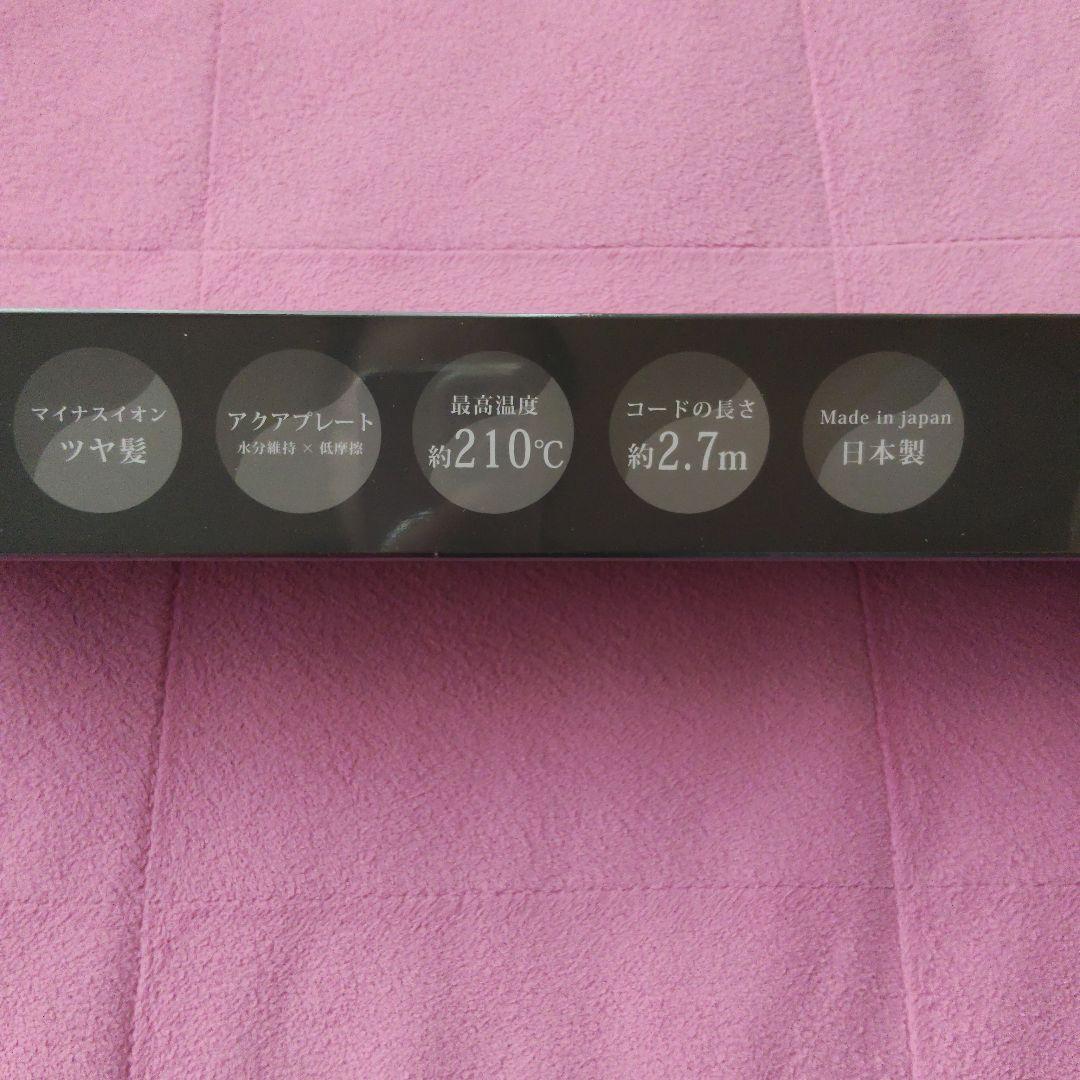 マイナスイオン
ツヤ髪
アクアプレート
水分維持 × 低摩擦
最高温度
約210℃
コードの長さ
約2.7m
Made in japan
日本製